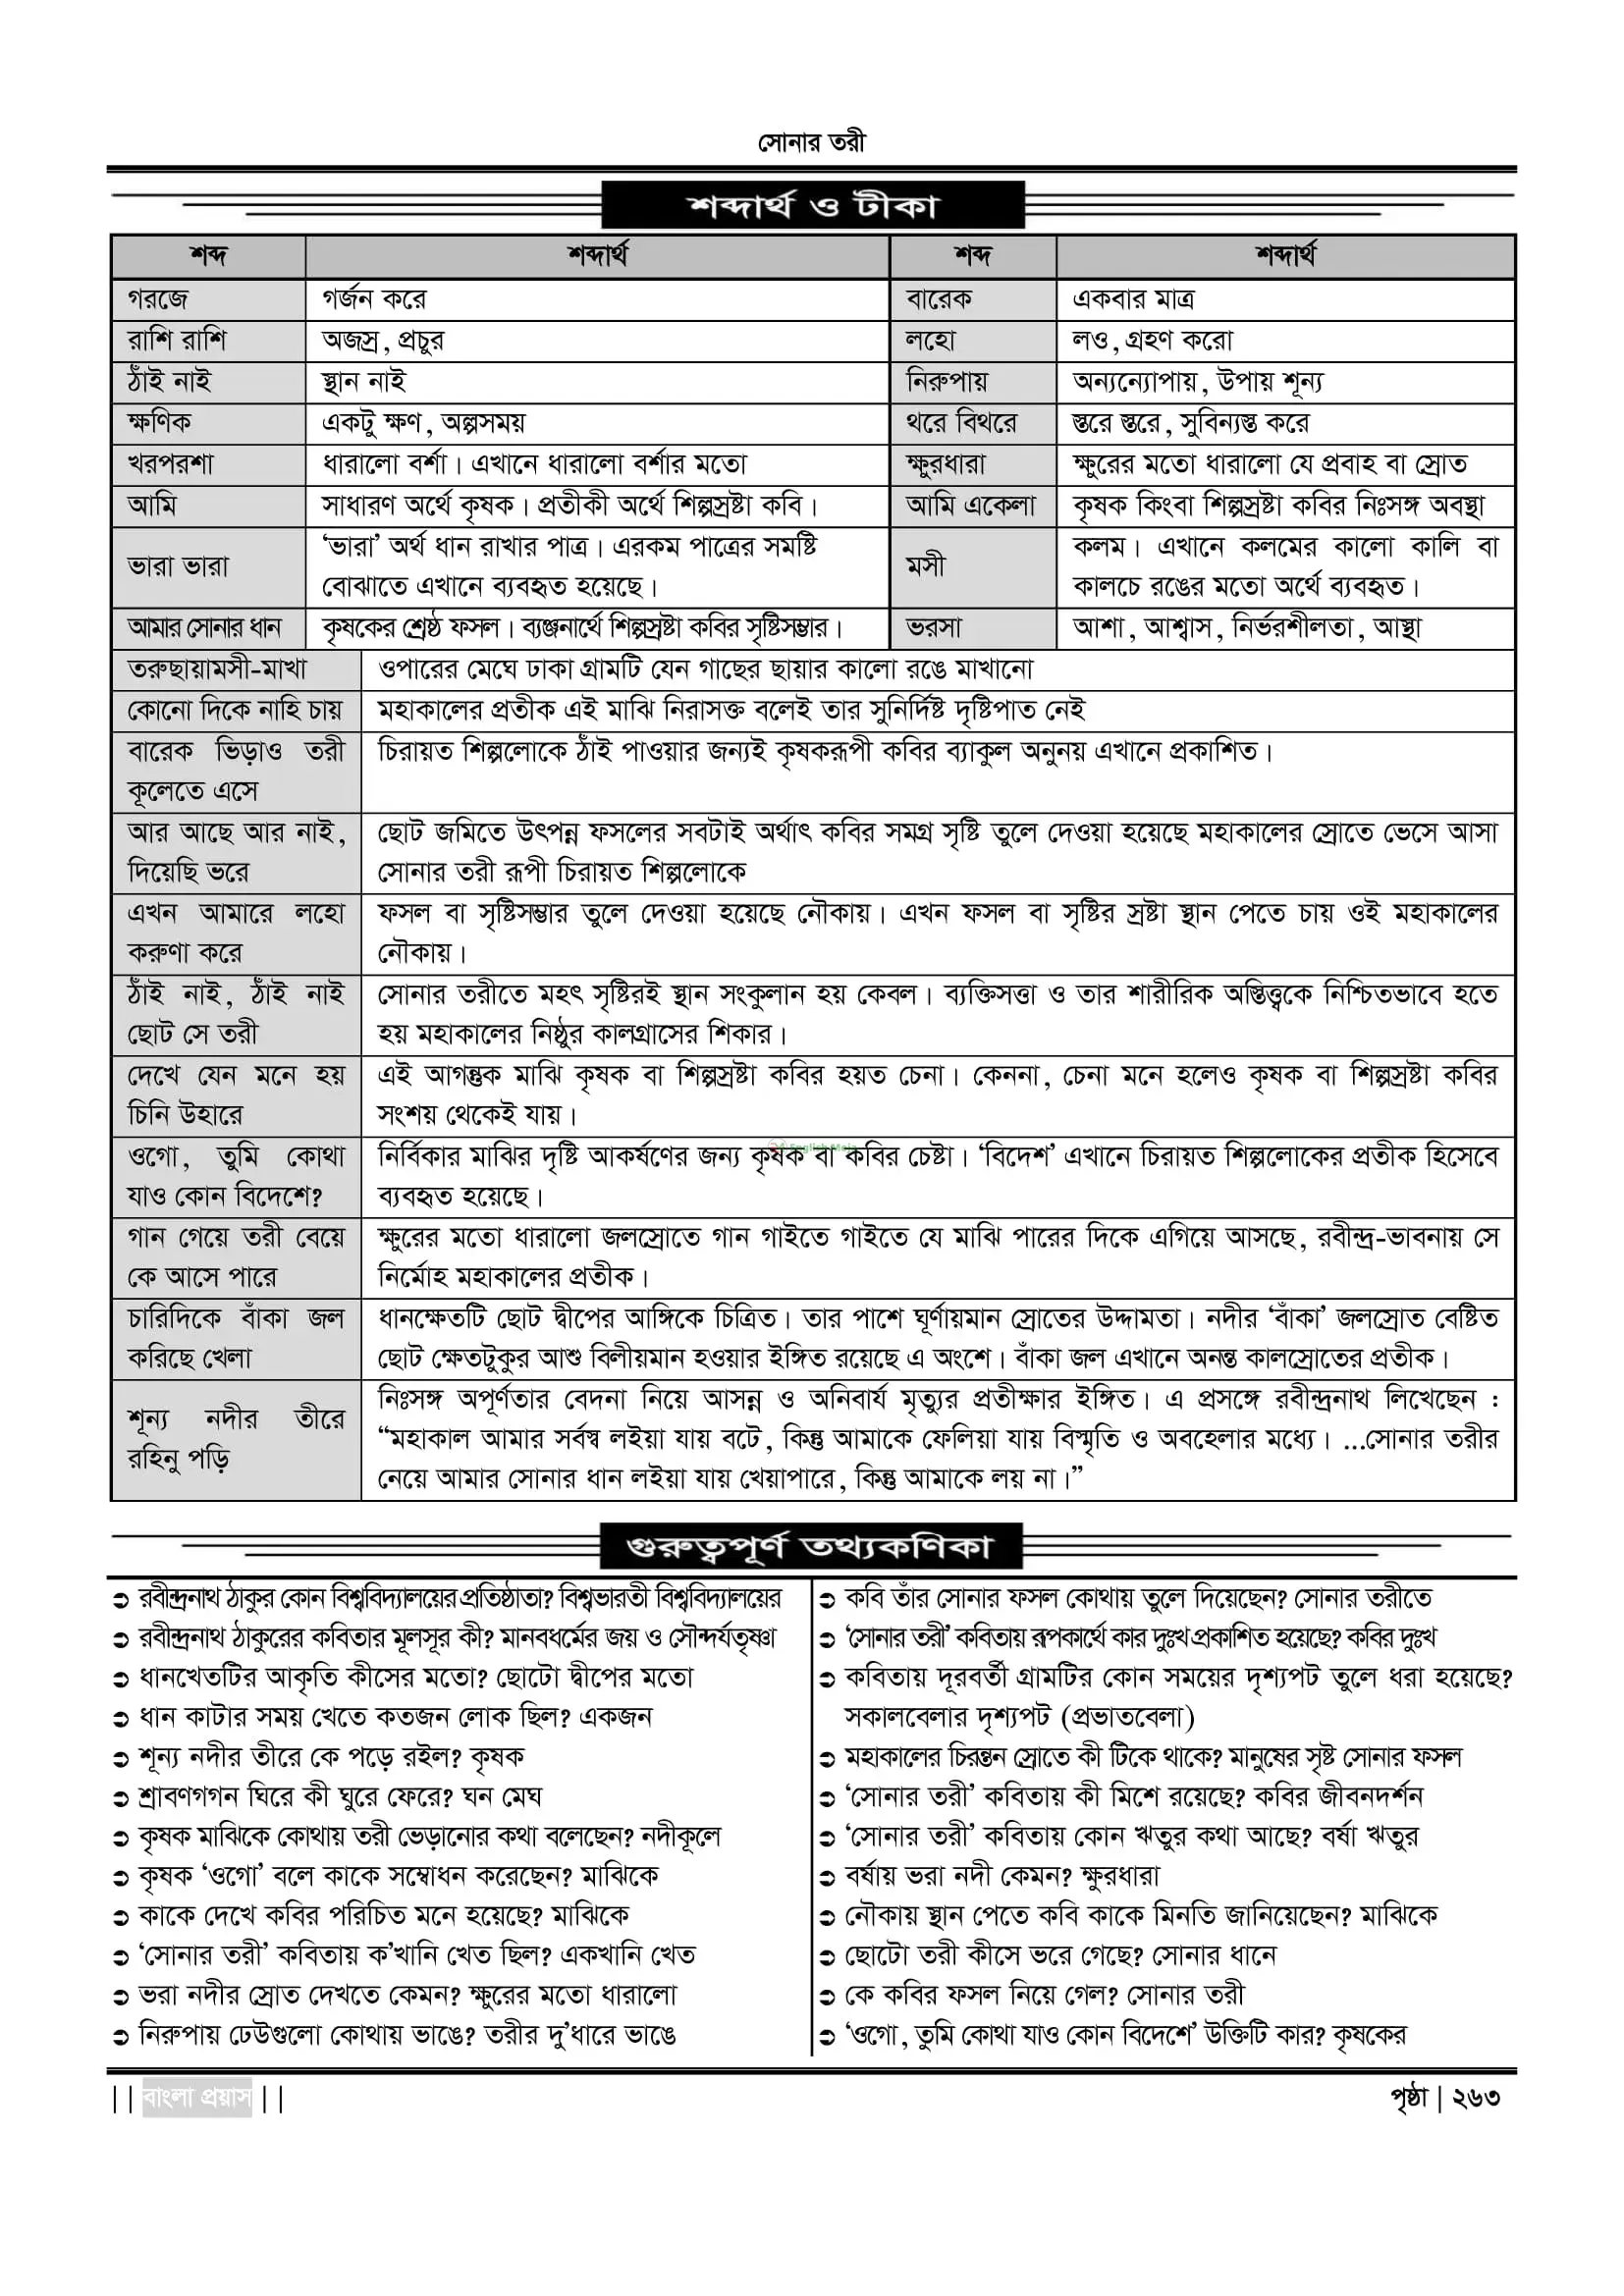 সোনার তরী
শব্দার্থ ও টীকা
শব্দ শব্দার্থ শব্দ শব্দার্থ
গরজে গর্জন করে বারেক একবার মাত্র
রাশি রাশি অজস্র, প্রচুর লহো লও, গ্রহণ করো
ঠাঁই নাই স্থান নাই নিরুপায় অন্যন্যোপায়, উপায় শূন্য
ক্ষণিক একটু ক্ষণ, অল্পসময় থরে বিথরে স্তরে স্তরে, সুবিন্যস্ত করে
খরপরশা ধারালো বর্শা। এখানে ধারালো বর্শার মতো ক্ষুরধারা ক্ষুরের মতো ধারালো যে প্রবাহ বা স্রোত
আমি সাধারণ অর্থে কৃষক। প্রতীকী অর্থে শিল্পস্রষ্টা কবি। আমি একেলা কৃষক কিংবা শিল্পস্রষ্টা কবির নিঃসঙ্গ অবস্থা
ভারা ভারা ‘ভারা’ অর্থ ধান রাখার পাত্র। এরকম পাত্রের সমষ্টি
বোঝাতে এখানে ব্যবহৃত হয়েছে।
মসী কলম। এখানে কলমের কালো কালি বা
কালচে রঙের মতো অর্থে ব্যবহৃত।
আমার সোনার ধান কৃষকের শ্রেষ্ঠ ফসল। ব্যঞ্জনার্থে শিল্পস্রষ্টা কবির সৃষ্টিসম্ভার। ভরসা আশা, আশ্বাস, নির্ভরশীলতা, আস্থা
তরুছায়ামসী-মাখা ওপারের মেঘে ঢাকা গ্রামটি যেন গাছের ছায়ার কালো রঙে মাখানো
কোনো দিকে নাহি চায় মহাকালের প্রতীক এই মাঝি নিরাসক্ত বলেই তার সুনির্দিষ্ট দৃষ্টিপাত নেই
বারেক ভিড়াও তরী
কূলেতে এসে
চিরায়ত শিল্পলোকে ঠাঁই পাওয়ার জন্যই কৃষকরূপী কবির ব্যাকুল অনুনয় এখানে প্রকাশিত।
আর আছে আর নাই,
দিয়েছি ভরে
ছোট জমিতে উৎপন্ন ফসলের সবটাই অর্থাৎ কবির সমগ্র সৃষ্টি তুলে দেওয়া হয়েছে মহাকালের স্রোতে ভেসে আসা
সোনার তরী রূপী চিরায়ত শিল্পলোকে
এখন আমারে লহো
করুণা করে
ফসল বা সৃষ্টিসম্ভার তুলে দেওয়া হয়েছে নৌকায়। এখন ফসল বা সৃষ্টির স্রষ্টা স্থান পেতে চায় ওই মহাকালের
নৌকায়।
ঠাঁই নাই, ঠাঁই নাই
ছোট সে তরী
সোনার তরীতে মহৎ সৃষ্টিরই স্থান সংকুলান হয় কেবল। ব্যক্তিসত্তা ও তার শারীরিক অস্তিত্ত্বকে নিশ্চিতভাবে হতে
হয় মহাকালের নিষ্ঠুর কালগ্রাসের শিকার।
দেখে যেন মনে হয়
চিনি উহারে
এই আগন্তুক মাঝি কৃষক বা শিল্পস্রষ্টা কবির হয়ত চেনা। কেননা, চেনা মনে হলেও কৃষক বা শিল্পস্রষ্টা কবির
সংশয় থেকেই যায়।
ওগো, তুমি কোথা
যাও কোন বিদেশে?
নির্বিকার মাঝির দৃষ্টি আকর্ষণের জন্য কৃষক বা কবির চেষ্টা। ‘বিদেশ’ এখানে চিরায়ত শিল্পলোকের প্রতীক হিসেবে
ব্যবহৃত হয়েছে।
গান গেয়ে তরী বেয়ে
কে আসে পারে
ক্ষুরের মতো ধারালো জলস্রোতে গান গাইতে গাইতে যে মাঝি পারের দিকে এগিয়ে আসছে, রবীন্দ্র-ভাবনায় সে
নির্মোহ মহাকালের প্রতীক।
চারিদিকে বাঁকা জল
করিছে খেলা
ধানক্ষেতটি ছোট দ্বীপের আঙ্গিকে চিত্রিত। তার পাশে ঘূর্ণায়মান স্রোতের উদ্দামতা। নদীর ‘বাঁকা’ জলস্রোত বেষ্টিত
ছোট ক্ষেতটুকুর আশু বিলীয়মান হওয়ার ইঙ্গিত রয়েছে এ অংশে। বাঁকা জল এখানে অনন্ত কালস্রোতের প্রতীক।
শূন্য নদীর তীরে
রহিনু পড়ি
নিঃসঙ্গ অপূর্ণতার বেদনা নিয়ে আসন্ন ও অনিবার্য মৃত্যুর প্রতীক্ষার ইঙ্গিত। এ প্রসঙ্গে রবীন্দ্রনাথ লিখেছেন :
“মহাকাল আমার সর্বস্ব লইয়া যায় বটে, কিন্তু আমাকে ফেলিয়া যায় বিস্মৃতি ও অবহেলার মধ্যে। ...সোনার তরীর
নেয়ে আমার সোনার ধান লইয়া যায় খেয়াপারে, কিন্তু আমাকে লয় না।”
গুরুত্বপূর্ণ তথ্যকণিকা
➲ রবীন্দ্রনাথ ঠাকুর কোন বিশ্ববিদ্যালয়ের প্রতিষ্ঠাতা? বিশ্বভারতী বিশ্ববিদ্যালয়ের
➲ রবীন্দ্রনাথ ঠাকুরের কবিতার মূলসূর কী? মানবধর্মের জয় ও সৌন্দর্যতৃষ্ণা
➲ ধানখেতটির আকৃতি কীসের মতো? ছোটো দ্বীপের মতো
➲ ধান কাটার সময় খেতে কতজন লোক ছিল? একজন
➲ শূন্য নদীর তীরে কে পড়ে রইল? কৃষক
➲ শ্রাবণগগন ঘিরে কী ঘুরে ফেরে? ঘন মেঘ
➲ কৃষক মাঝিকে কোথায় তরী ভেড়ানোর কথা বলেছেন? নদীকূলে
➲ কৃষক ‘ওগো’ বলে কাকে সম্বোধন করেছেন? মাঝিকে
➲ কাকে দেখে কবির পরিচিত মনে হয়েছে? মাঝিকে
➲ ‘সোনার তরী’ কবিতায় ক’খানি খেত ছিল? একখানি খেত
➲ ভরা নদীর স্রোত দেখতে কেমন? ক্ষুরের মতো ধারালো
➲ নিরুপায় ঢেউগুলো কোথায় ভাঙে? তরীর দু’ধারে ভাঙে
➲ কবি তাঁর সোনার ফসল কোথায় তুলে দিয়েছেন? সোনার তরীতে
➲ ‘সোনার তরী’ কবিতায় রূপকার্থে কার দুঃখ প্রকাশিত হয়েছে? কবির দুঃখ
➲ কবিতায় দূরবর্তী গ্রামটির কোন সময়ের দৃশ্যপট তুলে ধরা হয়েছে?
সকালবেলার দৃশ্যপট (প্রভাতবেলা)
➲ মহাকালের চিরন্তন স্রোতে কী টিকে থাকে? মানুষের সৃষ্ট সোনার ফসল
➲ ‘সোনার তরী’ কবিতায় কী মিশে রয়েছে? কবির জীবনদর্শন
➲ ‘সোনার তরী’ কবিতায় কোন ঋতুর কথা আছে? বর্ষা ঋতুর
➲ বর্ষায় ভরা নদী কেমন? ক্ষুরধারা
➲ নৌকায় স্থান পেতে কবি কাকে মিনতি জানিয়েছেন? মাঝিকে
➲ ছোটো তরী কীসে ভরে গেছে? সোনার ধানে
➲ কে কবির ফসল নিয়ে গেল? সোনার তরী
➲ ‘ওগো, তুমি কোথা যাও কোন বিদেশে’ উক্তিটি কার? কৃষকের
|| বাংলা প্রয়াস ||
পৃষ্ঠা | ২৬৩